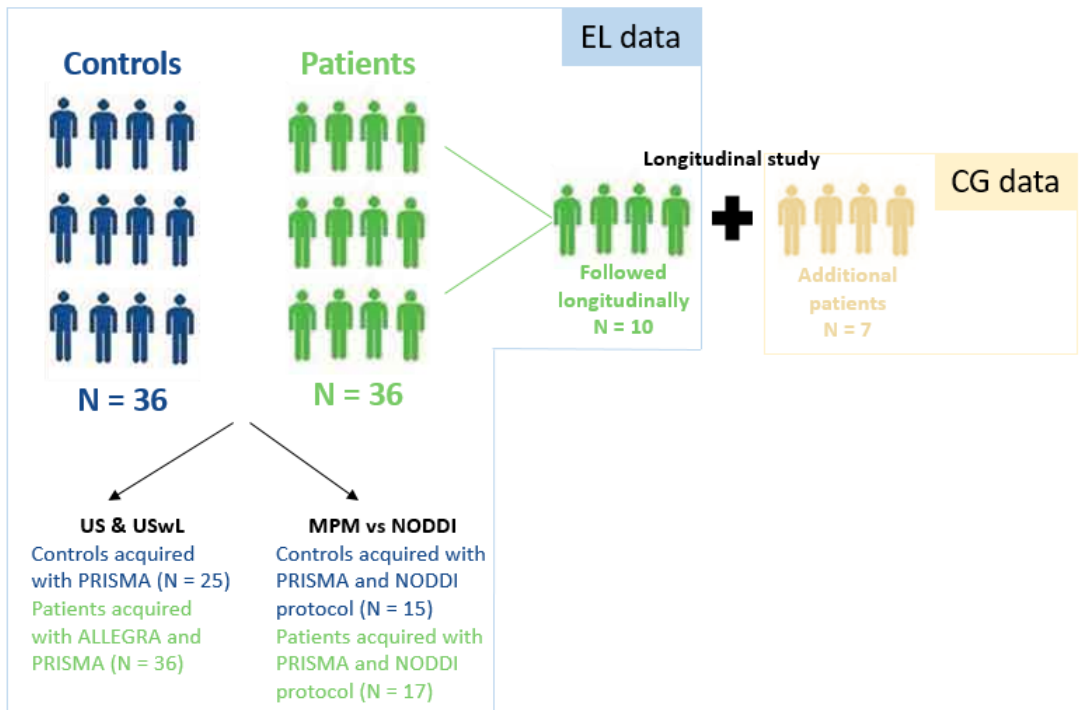 EL data
Controls
Patients
Longitudinal study
CG data
Followed
longitudinally
N = 10
Additional
patients
N = 7
N = 36
N = 36
US & USwL
Controls acquired
with PRISMA (N = 25)
Patients acquired
with ALLEGRA and
PRISMA (N = 36)
MPM vs NODDI
Controls acquired with
PRISMA and NODDI
protocol (N = 15)
Patients acquired with
PRISMA and NODDI
protocol (N = 17)